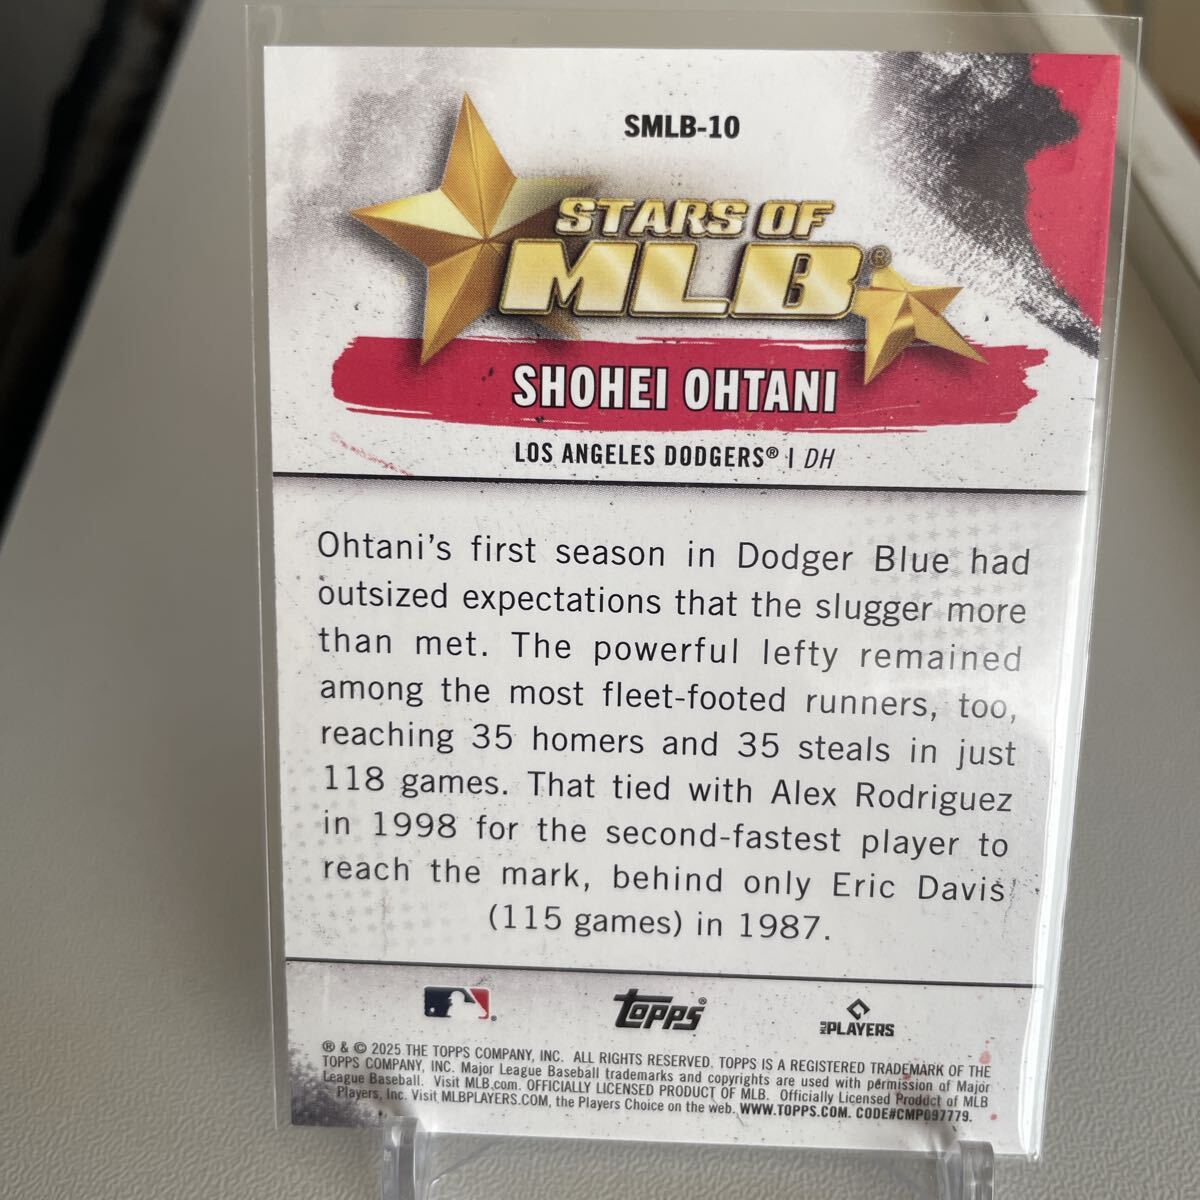 SMLB-10
STARS OF
MLB®
SHOHEI OHTANI
LOS ANGELES DODGERS® | DH
Ohtani's first season in Dodger Blue had
outsized expectations that the slugger more
than met. The powerful lefty remained
among the most fleet-footed runners, too,
reaching 35 homers and 35 steals in just
118 games. That tied with Alex Rodriguez
in 1998 for the second-fastest player to
reach the mark, behind only Eric Davis
(115 games) in 1987.
topps® MLB PLAYERS
® & © 2025 THE TOPPS COMPANY, INC. ALL RIGHTS RESERVED. TOPPS IS A REGISTERED TRADEMARK OF THE
TOPPS COMPANY, INC. Major League Baseball trademarks and copyrights are used with permission of Major
League Baseball. Visit MLB.com. OFFICIALLY LICENSED PRODUCT OF MLB. Officially Licensed Product of MLB
Players, Inc. Visit MLBPLAYERS.COM, the Players Choice on the web. WWW.TOPPS.COM. CODE#CMP097779.